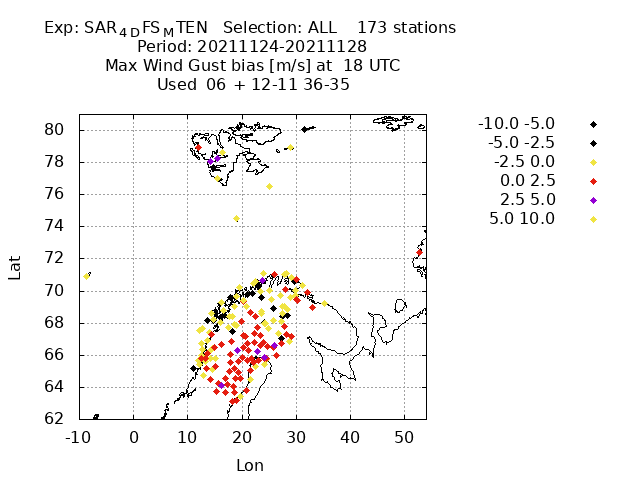 Exp: SAR4DFSMTEN Selection: ALL 173 stations
Period: 20211124-20211128
Max Wind Gust bias [m/s] at 18 UTC
Used 06 + 12-11 36-35
-10.0 -5.0
-5.0 -2.5
-2.5 0.0
0.0 2.5
2.5 5.0
5.0 10.0
80
78
76
74
72
70
68
66
64
62
Lat
-10 0 10 20 30 40 50
Lon